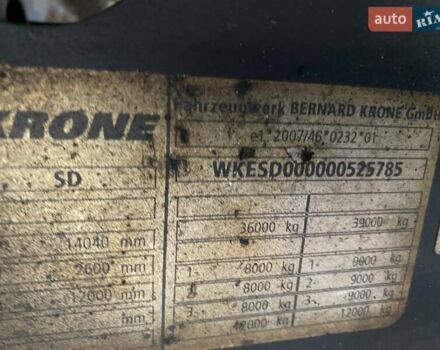 auto RIA
KRONE
Fahrzeugwerk BERNARD KRONE GmbH
e1*2007/46*0232*01
SD
WKESD000000525785
36000 kg 39000 kg
14040 mm
2600 mm 1- 8000 kg 1- 9000 kg
12000 mm 2- 8000 kg 2- 9000 kg
mm 3- 8000 kg 3- 9000 kg
12000 kg 12000 kg